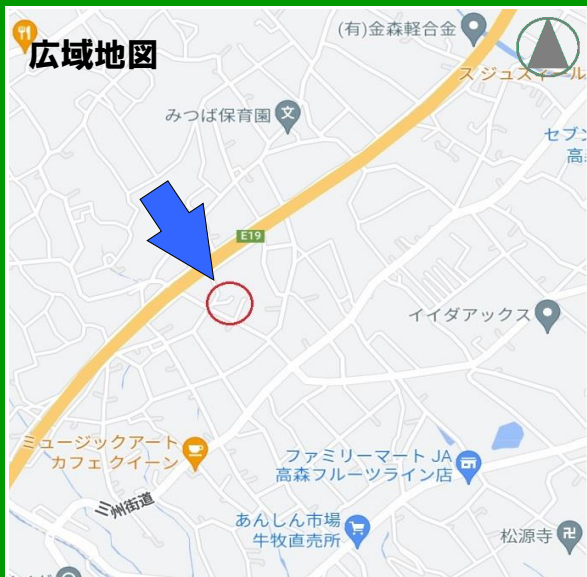 広域地図
(有)金森軽合金
スジュスィール
みつば保育園
セブン
高森
E19
イイダアックス
ミュージックアート
カフェ クイーン
ファミリーマート JA
高森フルーツライン店
三州街道
あんしん市場
牛牧直売所
松源寺